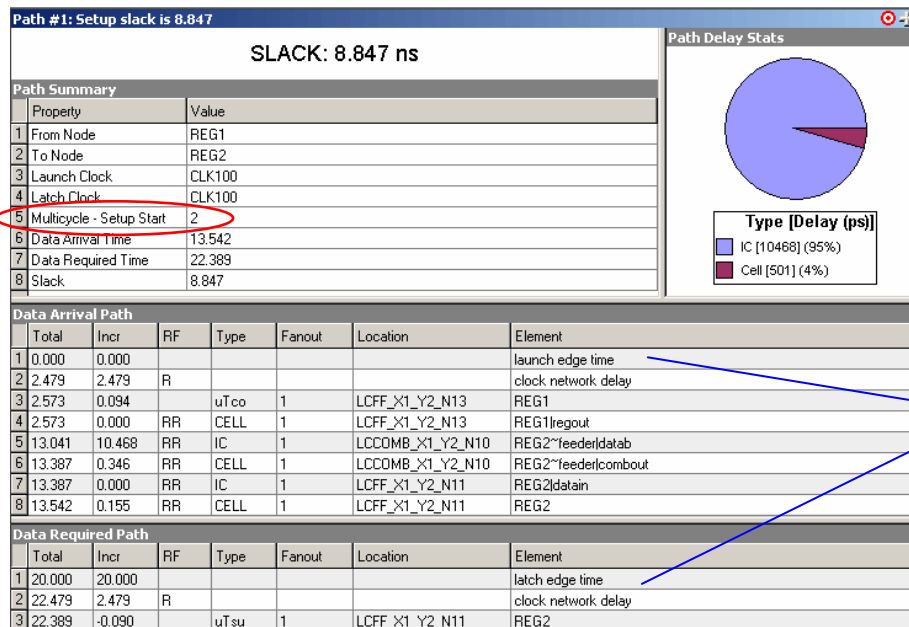 Path #1: Setup slack is 8.847
SLACK: 8.847 ns
Path Summary
Property Value
1 From Node REG1
2 To Node REG2
3 Launch Clock CLK100
4 Latch Clock CLK100
5 Multicycle - Setup Start 2
6 Data Arrival Time 13.542
7 Data Required Time 22.389
8 Slack 8.847
Path Delay Stats
Type [Delay (ps)]
IC [10468] (95%)
Cell [501] (4%)
Data Arrival Path
Total Incr RF Type Fanout Location Element
1 0.000 0.000 launch edge time
2 2.479 2.479 R clock network delay
3 2.573 0.094 uTco 1 LCFF_X1_Y2_N13 REG1
4 2.573 0.000 RR CELL 1 LCFF_X1_Y2_N13 REG1|regout
5 13.041 10.468 RR IC 1 LCCOMB_X1_Y2_N10 REG2~feeder|datab
6 13.387 0.346 RR CELL 1 LCCOMB_X1_Y2_N10 REG2~feeder|combout
7 13.387 0.000 RR IC 1 LCFF_X1_Y2_N11 REG2|datain
8 13.542 0.155 RR CELL 1 LCFF_X1_Y2_N11 REG2
Data Required Path
Total Incr RF Type Fanout Location Element
1 20.000 20.000 latch edge time
2 22.479 2.479 R clock network delay
3 22.389 -0.090 uTsu 1 LCFF_X1_Y2_N11 REG2